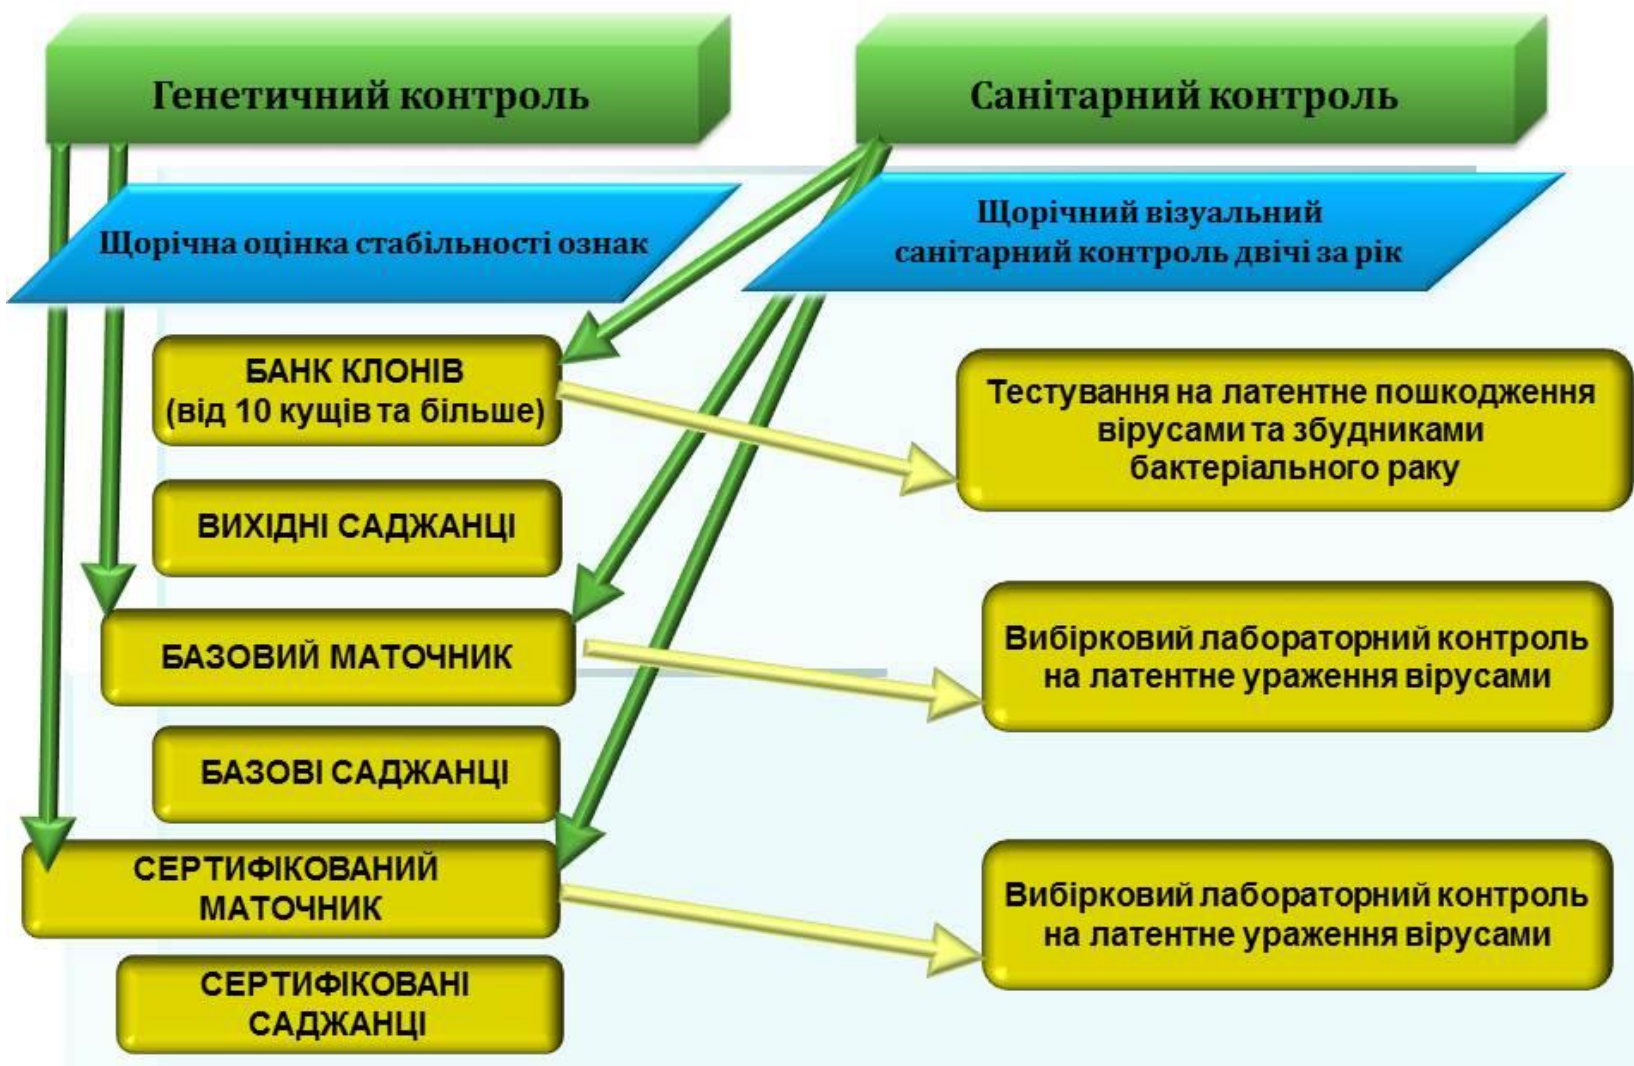 Генетичний контроль
Санітарний контроль
Щорічна оцінка стабільності ознак
Щорічний візуальний
санітарний контроль двічі за рік
БАНК КЛОНІВ
(від 10 кущів та більше)
Тестування на латентне пошкодження
вірусами та збудниками
бактеріального раку
ВИХІДНІ САДЖАНЦІ
БАЗОВИЙ МАТОЧНИК
Вибірковий лабораторний контроль
на латентне ураження вірусами
БАЗОВІ САДЖАНЦІ
СЕРТИФІКОВАНИЙ
МАТОЧНИК
Вибірковий лабораторний контроль
на латентне ураження вірусами
СЕРТИФІКОВАНІ
САДЖАНЦІ